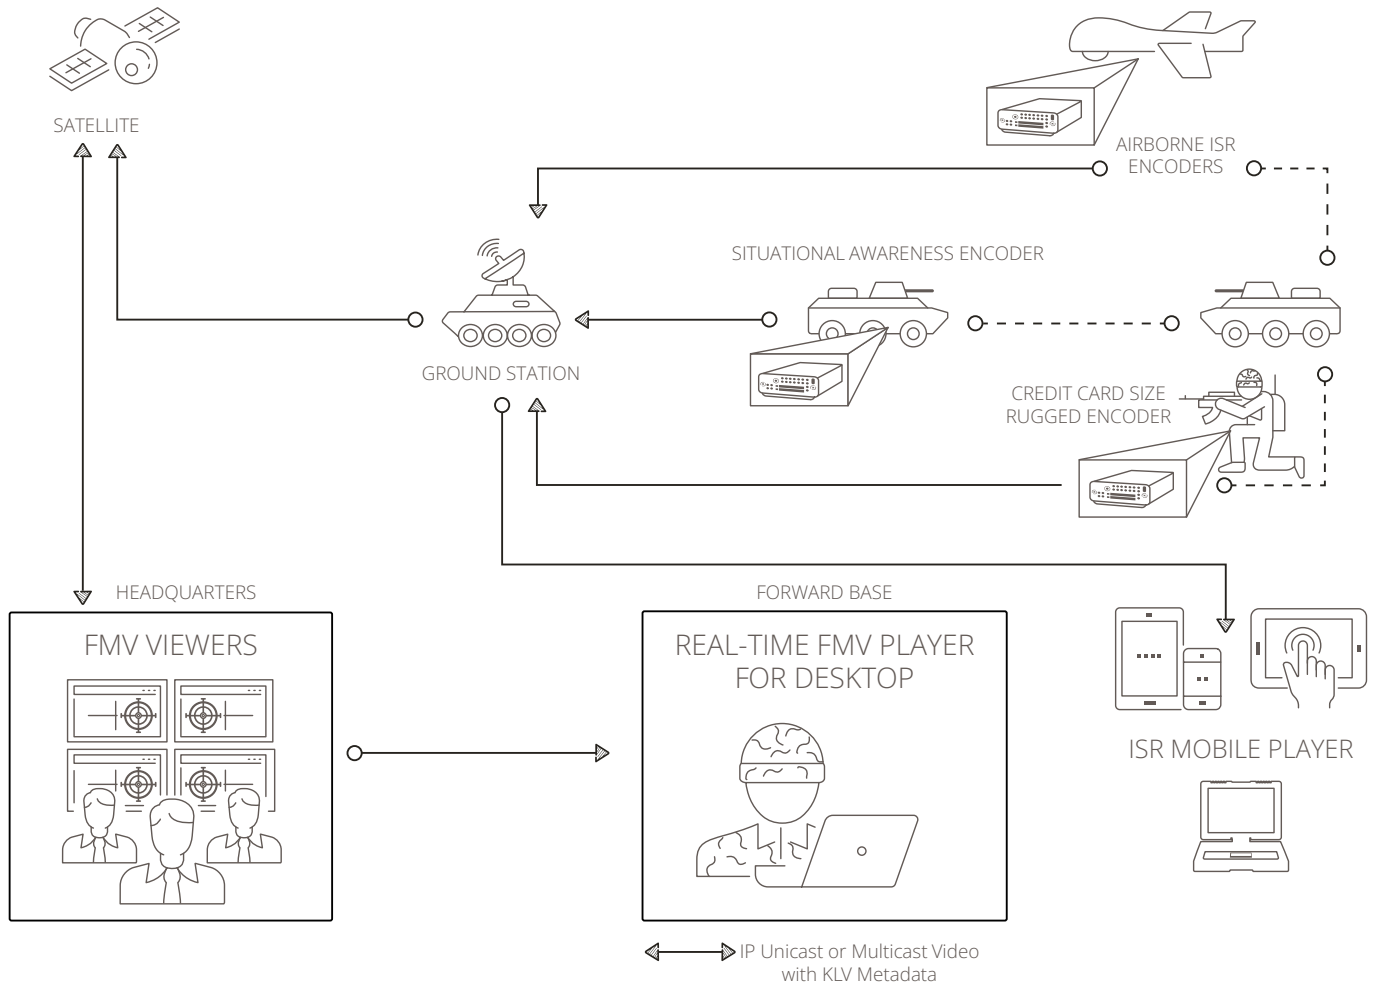 SATELLITE
AIRBORNE ISR
ENCODERS
SITUATIONAL AWARENESS ENCODER
GROUND STATION
CREDIT CARD SIZE
RUGGED ENCODER
HEADQUARTERS
FMV VIEWERS
FORWARD BASE
REAL-TIME FMV PLAYER
FOR DESKTOP
ISR MOBILE PLAYER
IP Unicast or Multicast Video
with KLV Metadata